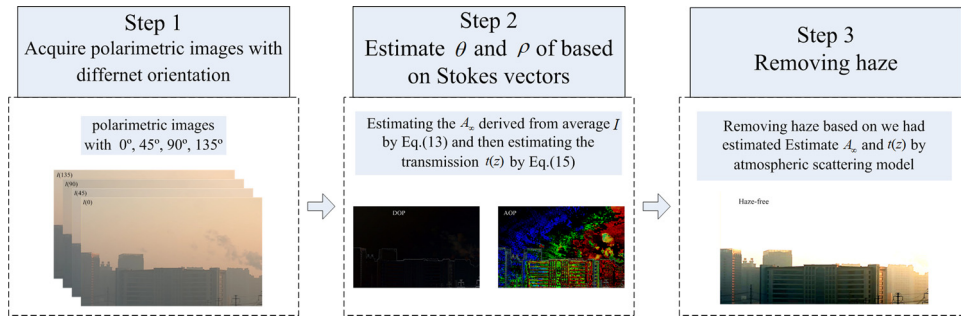 Step 1
Acquire polarimetric images with
differnet orientation
polarimetric images
with 0º, 45º, 90º, 135º
I(135)
I(90)
I(45)
I(0)
Step 2
Estimate θ and ρ of based
on Stokes vectors
Estimating the A∞ derived from average I
by Eq.(13) and then estimating the
transmission t(z) by Eq.(15)
DOP
AOP
Step 3
Removing haze
Removing haze based on we had
estimated Estimate A∞ and t(z) by
atmospheric scattering model
Haze-free